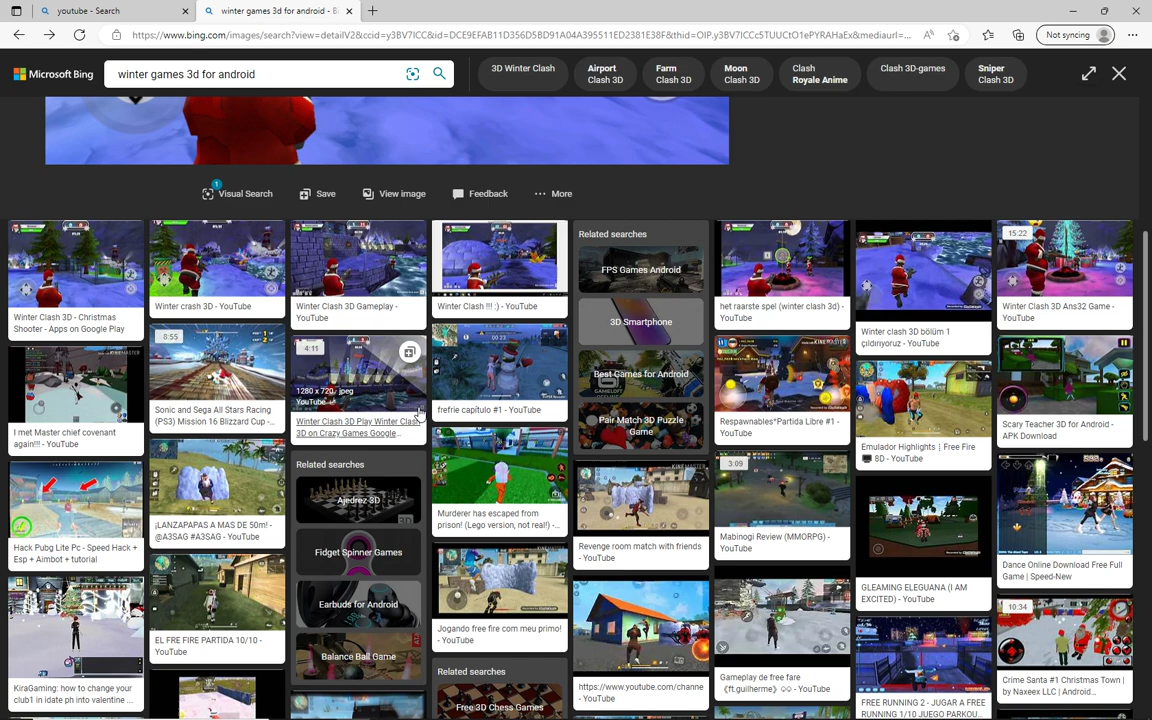 youtube - Search
winter games 3d for android - Bi
https://www.bing.com/images/search?view=detailV2&ccid=y3BV7ICC&id=DCE9EFAB11D356D5BD91A04A395511ED2381E38F&thid=OIP.y3BV7ICCc5TUUCtO1ePYRAHaEx&mediaurl=...
Not syncing
Microsoft Bing
winter games 3d for android
3D Winter Clash
Airport
Clash 3D
Farm
Clash 3D
Moon
Clash 3D
Clash
Royale Anime
Clash 3D-games
Sniper
Clash 3D
1
Visual Search
Save
View image
Feedback
More
Winter Clash 3D - Christmas
Shooter - Apps on Google Play
I met Master chief covenant
again!!! - YouTube
Hack Pubg Lite Pc - Speed Hack +
Esp + Aimbot + tutorial
KiraGaming: how to change your
club1 in idate ph into valentine ...
Winter crash 3D - YouTube
8:55
Sonic and Sega All Stars Racing
(PS3) Mission 16 Blizzard Cup -...
¡LANZAPAPAS A MAS DE 50m! -
@A3SAG #A3SAG - YouTube
EL FRE FIRE PARTIDA 10/10 -
YouTube
Winter Clash 3D Gameplay -
YouTube
4:11
1280 x 720 · jpeg
YouTube
Winter Clash 3D Play Winter Clash
3D on Crazy Games Google...
Related searches
Ajedrez 3D
Fidget Spinner Games
Earbuds for Android
Balance Ball Game
Winter Clash !!! :) - YouTube
frefrie capítulo #1 - YouTube
Murderer has escaped from
prison! (Lego version, not real!) -...
Jogando free fire com meu primo!
- YouTube
Related searches
Free 3D Chess Games
Related searches
FPS Games Android
3D Smartphone
Best Games for Android
Pair Match 3D Puzzle
Game
KINEMASTER
Revenge room match with friends
- YouTube
https://www.youtube.com/channe
- YouTube
het raarste spel (winter clash 3d) -
YouTube
Respawnables*Partida Libre #1 -
YouTube
3:09
Mabinogi Review (MMORPG) -
YouTube
Gameplay de free fare
《ft.guilherme》 - YouTube
Winter clash 3D bölüm 1
çıldırıyoruz - YouTube
Emulador Highlights | Free Fire
8D - YouTube
GLEAMING ELEGUANA (I AM
EXCITED) - YouTube
FREE RUNNING 2 - JUGAR A FREE
RUNNING 1/10 JUEGO PARKOU...
15:22
Winter Clash 3D Ans32 Game -
YouTube
Scary Teacher 3D for Android -
APK Download
Dance Online Download Free Full
Game | Speed-New
10:34
Crime Santa #1 Christmas Town |
by Naxeex LLC | Android...